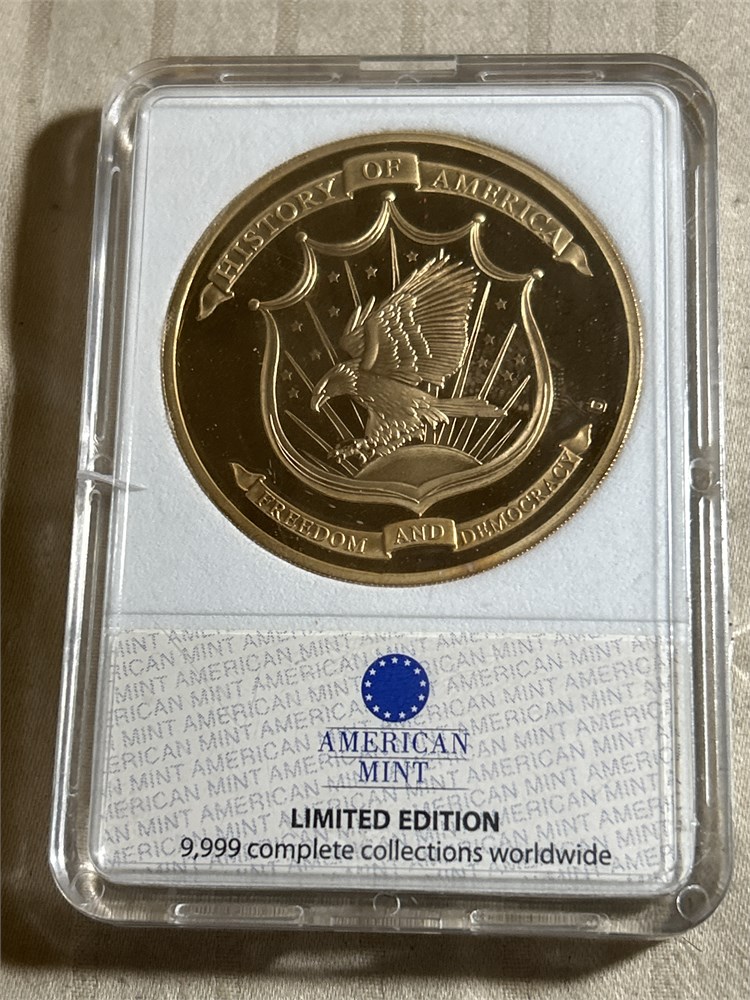 HISTORY OF AMERICA
FREEDOM AND DEMOCRACY
AMERICAN
MINT
LIMITED EDITION
9,999 complete collections worldwide